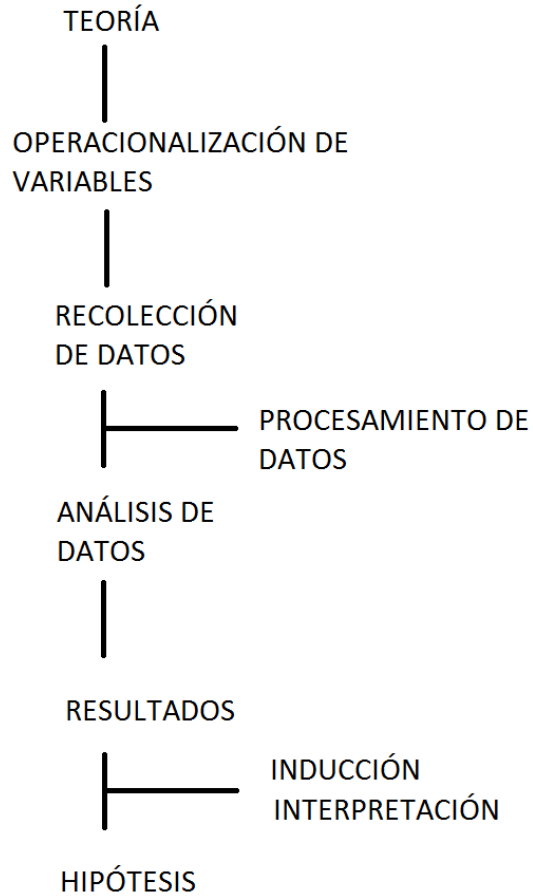 TEORÍA
OPERACIONALIZACIÓN DE
VARIABLES
RECOLECCIÓN
DE DATOS
PROCESAMIENTO DE
DATOS
ANÁLISIS DE
DATOS
RESULTADOS
INDUCCIÓN
INTERPRETACIÓN
HIPÓTESIS